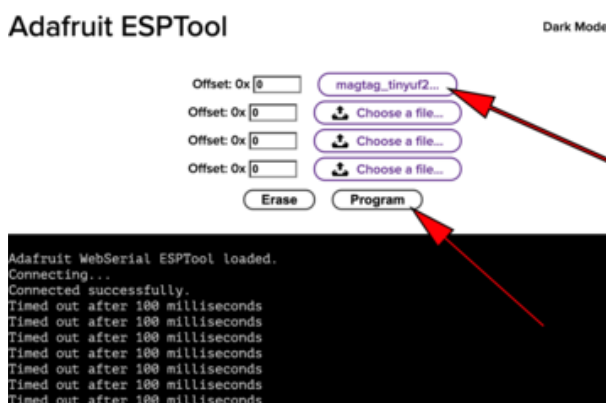 Adafruit ESPTool
Dark Mode
Offset: 0x 0 magtag_tinyuf2...
Offset: 0x 0 Choose a file...
Offset: 0x 0 Choose a file...
Offset: 0x 0 Choose a file...
Erase Program
Adafruit WebSerial ESPTool loaded.
Connecting...
Connected successfully.
Timed out after 100 milliseconds
Timed out after 100 milliseconds
Timed out after 100 milliseconds
Timed out after 100 milliseconds
Timed out after 100 milliseconds
Timed out after 100 milliseconds
Timed out after 100 milliseconds